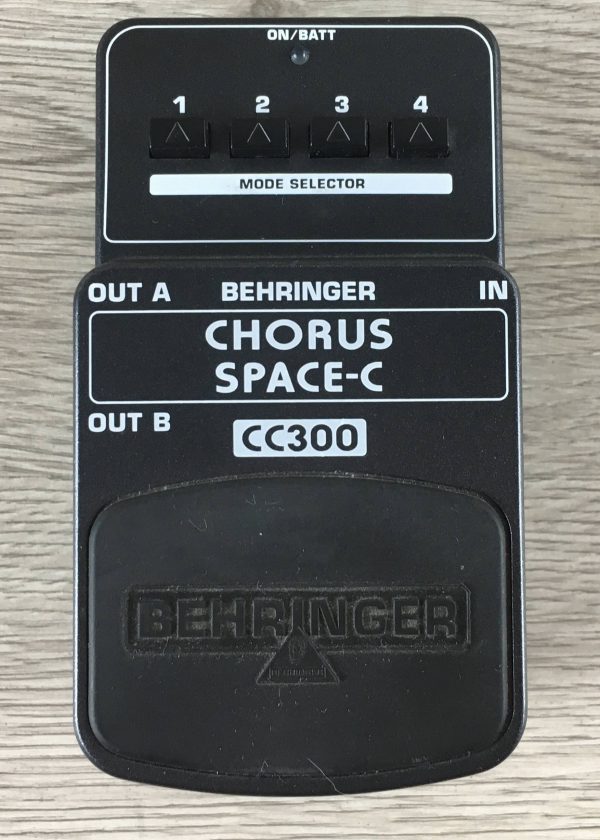 ON/BATT
1 2 3 4
MODE SELECTOR
OUT A BEHRINGER IN
CHORUS
SPACE-C
OUT B
CC300
BEHRINGER